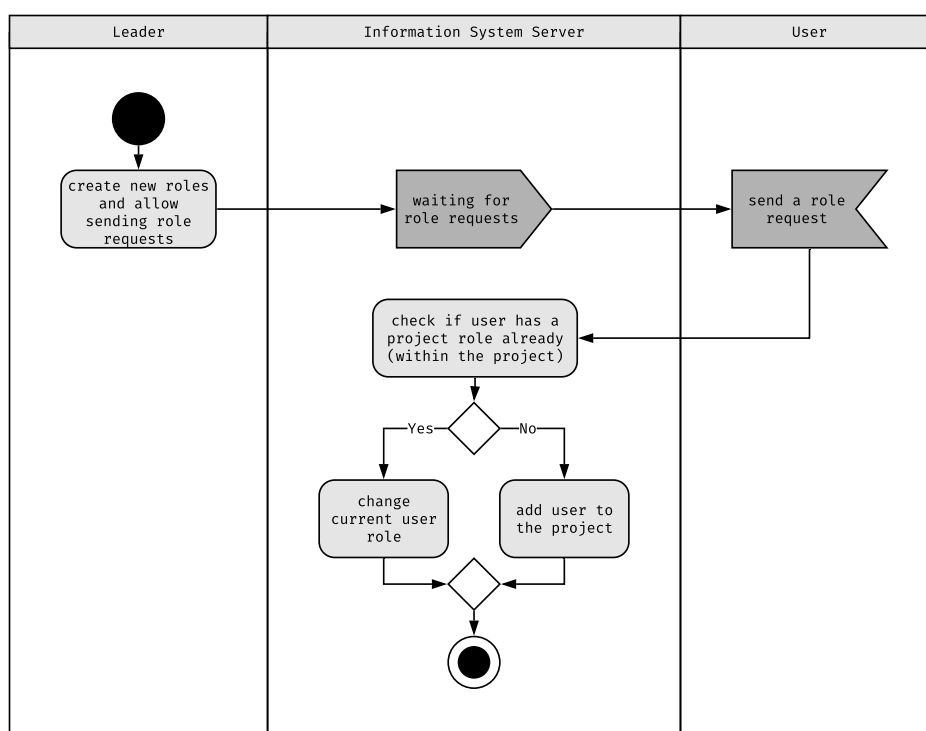 Leader
Information System Server
User
create new roles
and allow
sending role
requests
waiting for
role requests
send a role
request
check if user has a
project role already
(within the project)
Yes
No
change
current user
role
add user to
the project